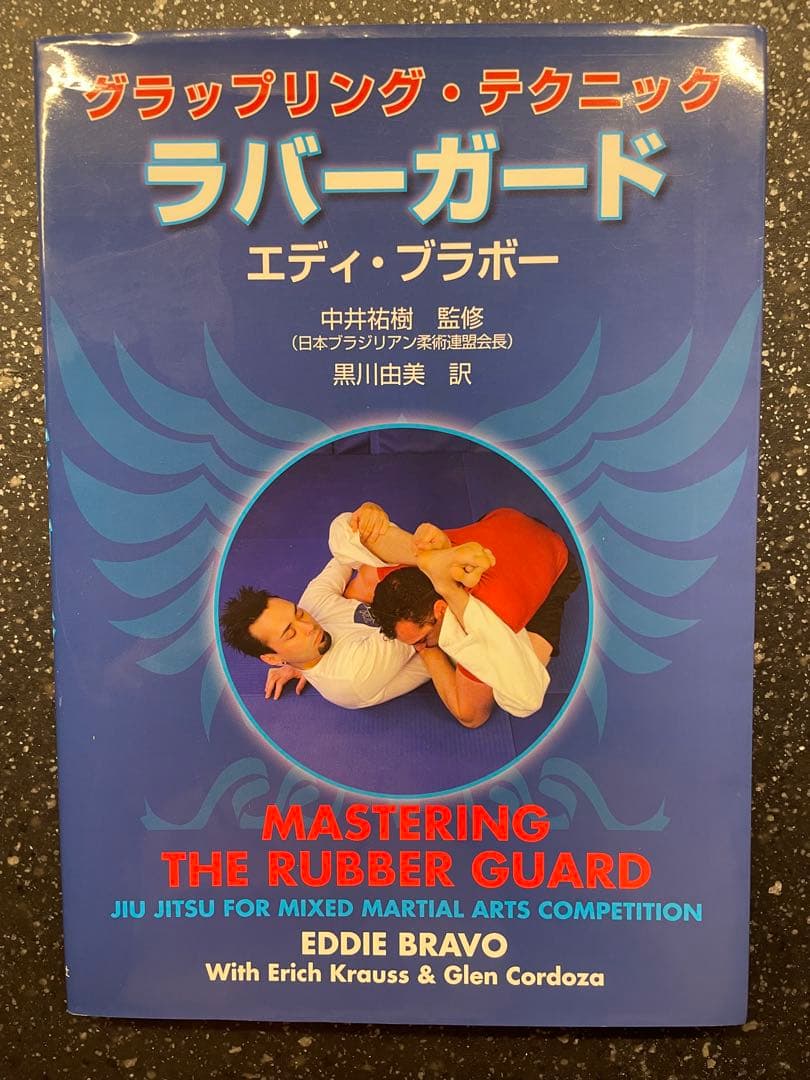 グラップリング・テクニック
ラバーガード
エディ・ブラボー
中井祐樹 監修
(日本ブラジリアン柔術連盟会長)
黒川由美 訳
MASTERING
THE RUBBER GUARD
JIU JITSU FOR MIXED MARTIAL ARTS COMPETITION
EDDIE BRAVO
With Erich Krauss & Glen Cordoza